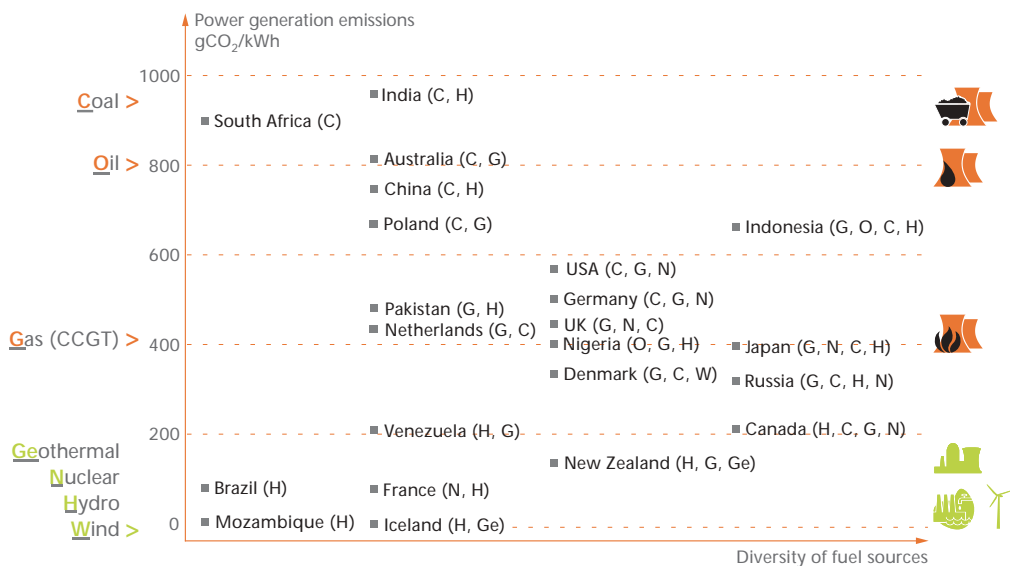 Power generation emissions
gCO₂/kWh
1000
Coal >
India (C, H)
South Africa (C)
Oil >
800
Australia (C, G)
China (C, H)
Poland (C, G)
Indonesia (G, O, C, H)
600
USA (C, G, N)
Germany (C, G, N)
Pakistan (G, H)
UK (G, N, C)
Netherlands (G, C)
Gas (CCGT) >
400
Nigeria (O, G, H)
Japan (G, N, C, H)
Denmark (G, C, W)
Russia (G, C, H, N)
200
Venezuela (H, G)
Canada (H, C, G, N)
Geothermal
New Zealand (H, G, Ge)
Nuclear
Brazil (H)
France (N, H)
Hydro
0
Mozambique (H)
Iceland (H, Ge)
Wind >
Diversity of fuel sources